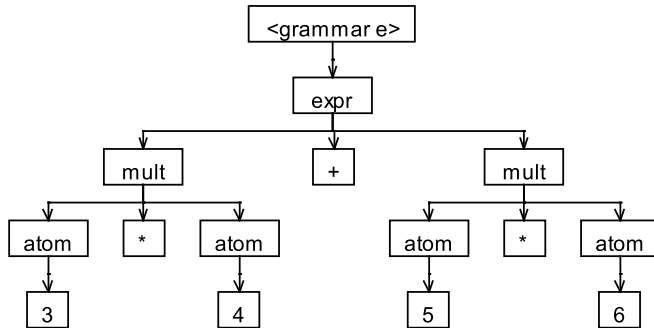 <grammar e>
expr
mult + mult
atom * atom atom * atom
3 4 5 6